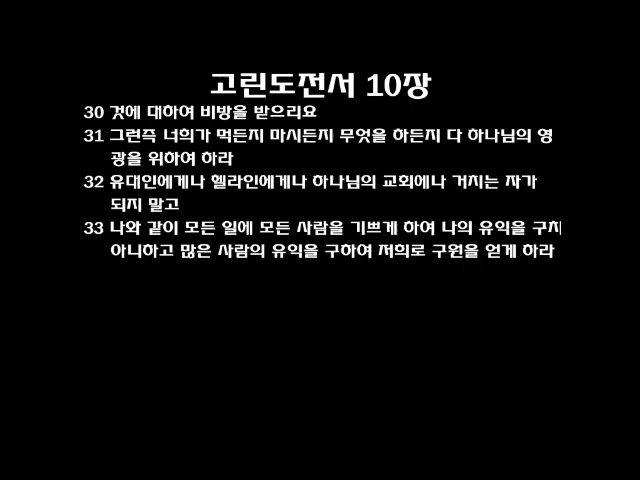 고린도전서 10장
30 것에 대하여 비방을 받으리요
31 그런즉 너희가 먹든지 마시든지 무엇을 하든지 다 하나님의 영
광을 위하여 하라
32 유대인에게나 헬라인에게나 하나님의 교회에나 거치는 자가
되지 말고
33 나와 같이 모든 일에 모든 사람을 기쁘게 하여 나의 유익을 구치
아니하고 많은 사람의 유익을 구하여 저희로 구원을 얻게 하라